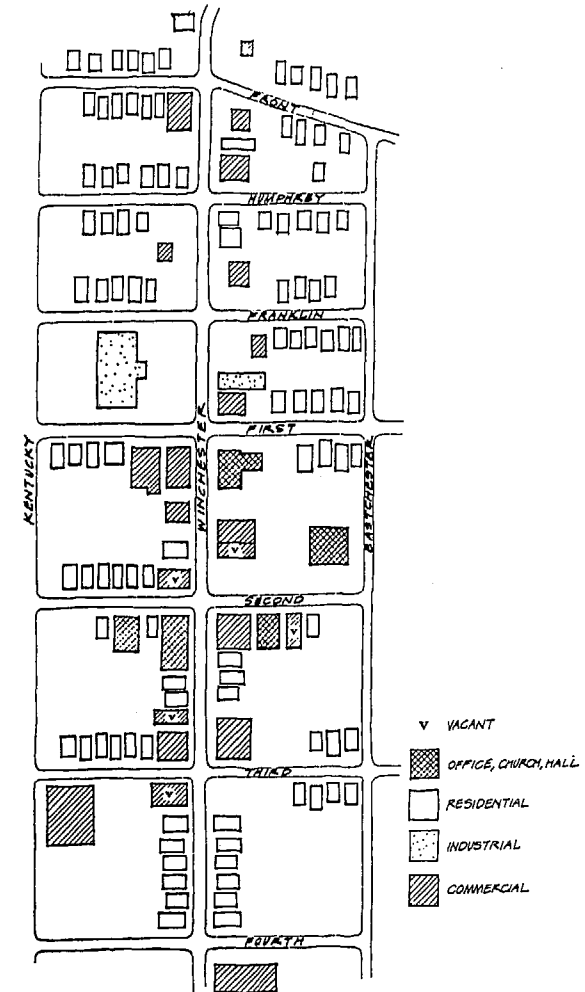 FRONT
HUMPHREY
FRANKLIN
WINCHESTER
FIRST
KENTUCKY
EASTCHESTER
V
SECOND
V
V
V
V VACANT
OFFICE, CHURCH, HALL
THIRD
V
RESIDENTIAL
INDUSTRIAL
COMMERCIAL
FOURTH